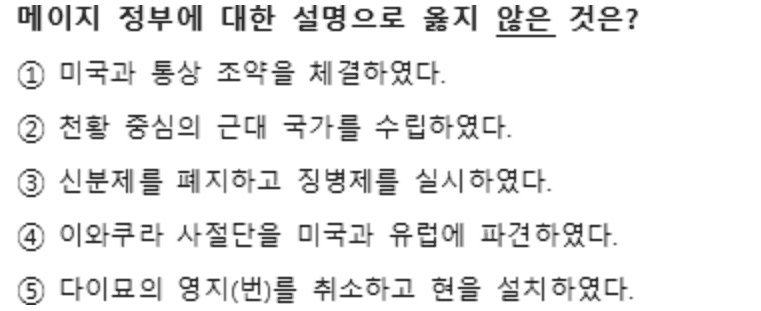 메이지 정부에 대한 설명으로 옳지 않은 것은?
① 미국과 통상 조약을 체결하였다.
② 천황 중심의 근대 국가를 수립하였다.
③ 신분제를 폐지하고 징병제를 실시하였다.
④ 이와쿠라 사절단을 미국과 유럽에 파견하였다.
⑤ 다이묘의 영지(번)를 취소하고 현을 설치하였다.